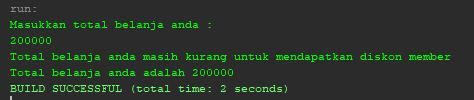 run:
Masukkan total belanja anda :
200000
Total belanja anda masih kurang untuk mendapatkan diskon member
Total belanja anda adalah 200000
BUILD SUCCESSFUL (total time: 2 seconds)